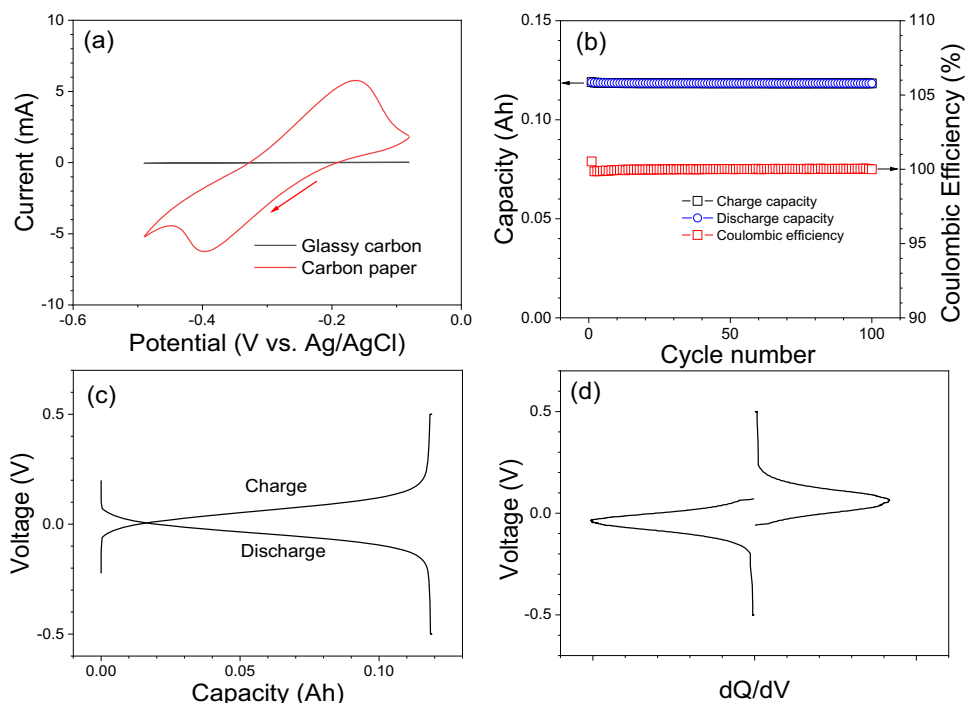 (a)
10
5
0
-5
-10
Current (mA)
Glassy carbon
Carbon paper
-0.6
-0.4
-0.2
0.0
Potential (V vs. Ag/AgCl)
(b)
0.15
0.10
0.05
0.00
Capacity (Ah)
110
105
100
95
90
Coulombic Efficiency (%)
Charge capacity
Discharge capacity
Coulombic efficiency
0
50
100
Cycle number
(c)
0.5
0.0
-0.5
Voltage (V)
Charge
Discharge
0.00
0.05
0.10
Capacity (Ah)
(d)
0.5
0.0
-0.5
Voltage (V)
dQ/dV